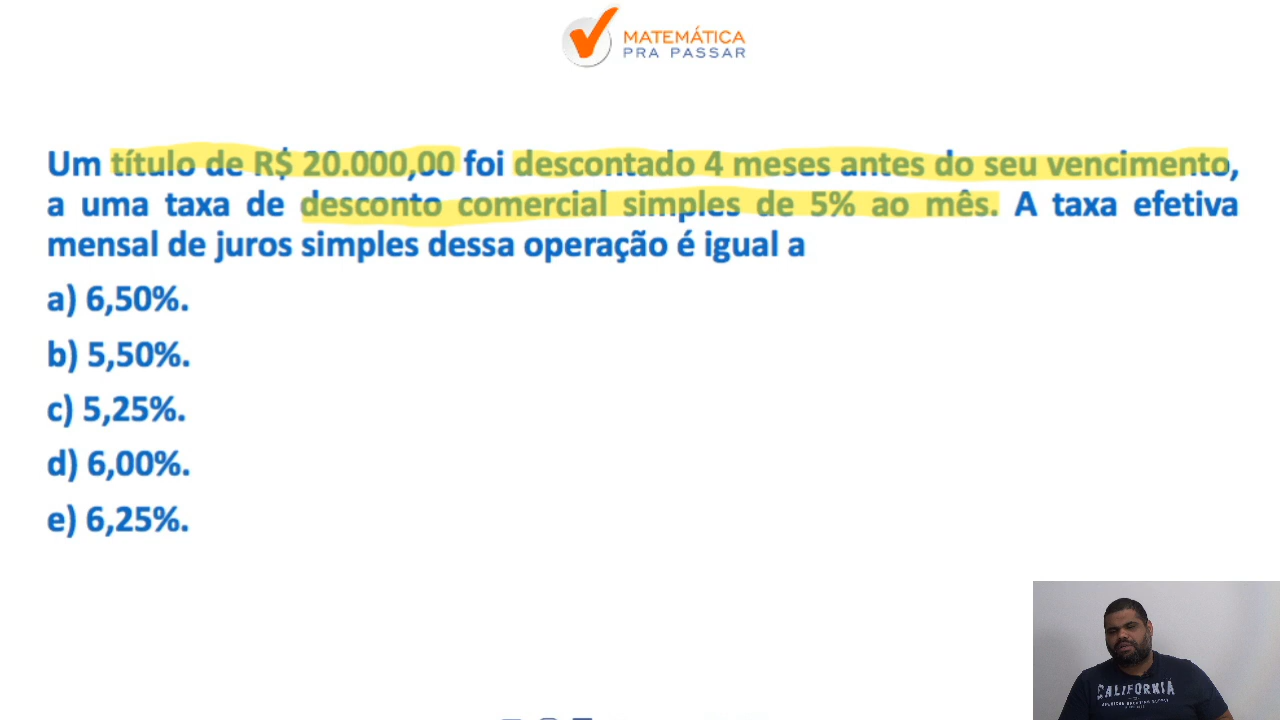 MATEMÁTICA
PRA PASSAR
Um título de R$ 20.000,00 foi descontado 4 meses antes do seu vencimento,
a uma taxa de desconto comercial simples de 5% ao mês. A taxa efetiva
mensal de juros simples dessa operação é igual a
a) 6,50%.
b) 5,50%.
c) 5,25%.
d) 6,00%.
e) 6,25%.
CALIFORNIA